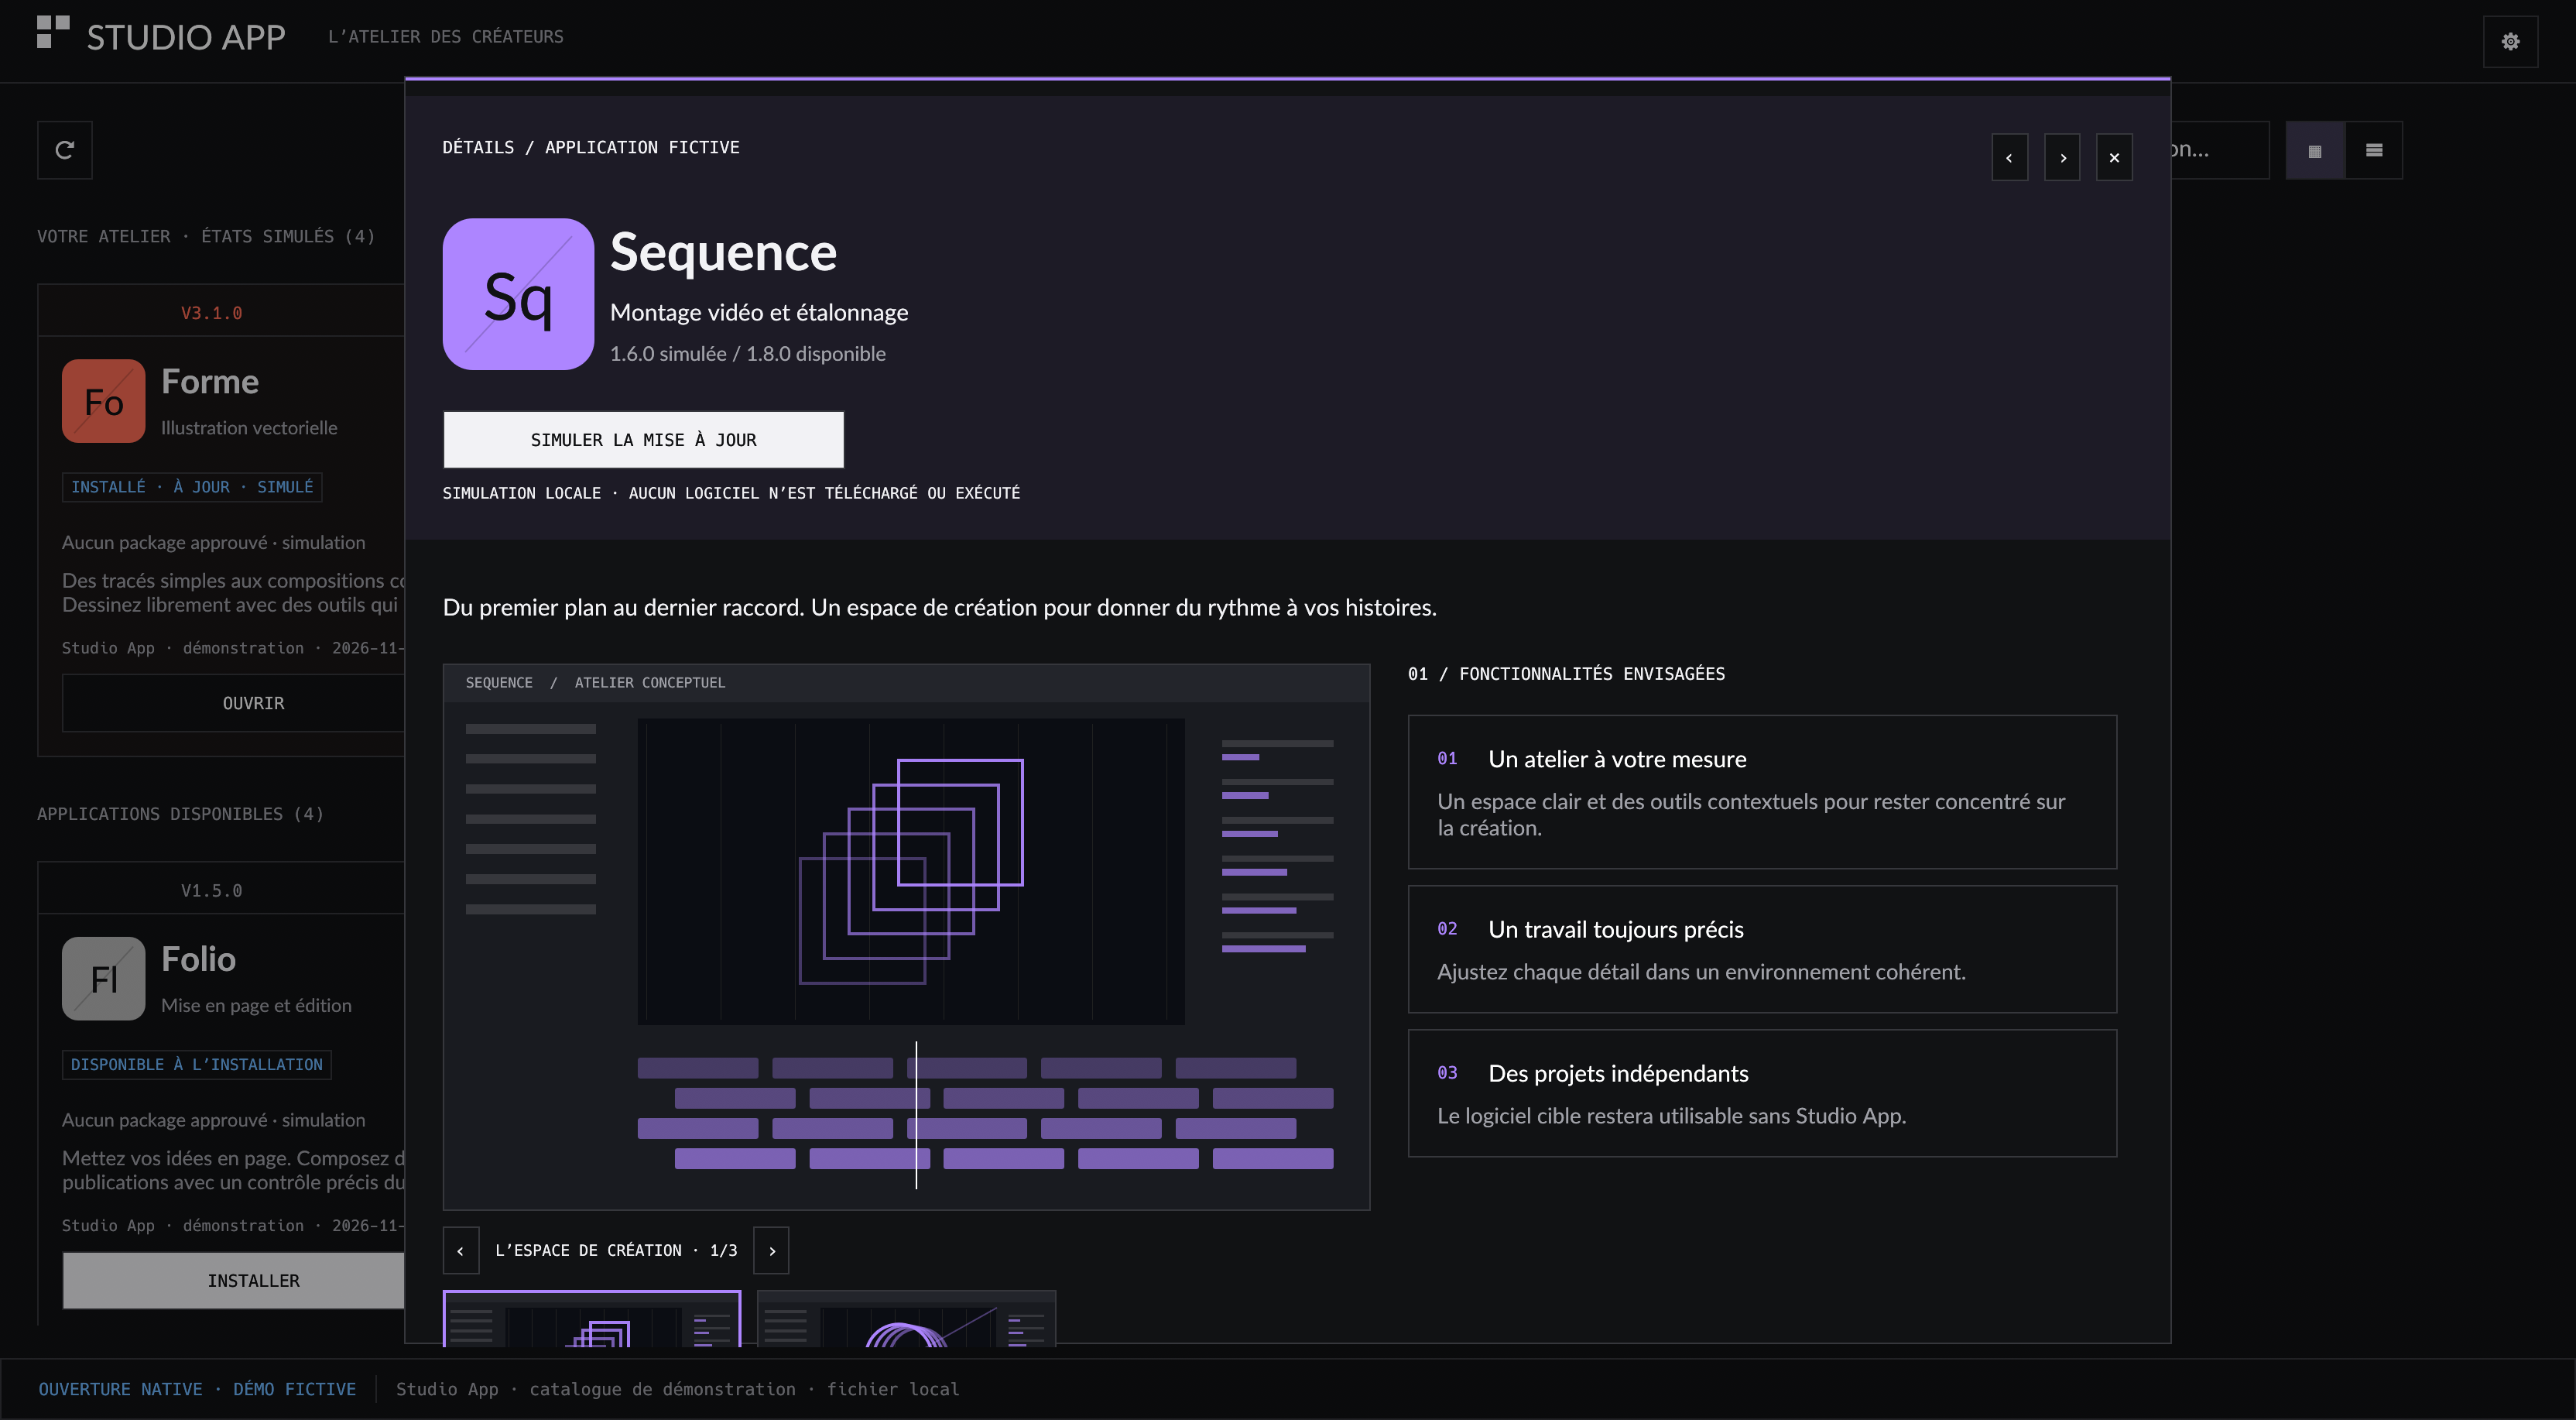 STUDIO APP
L’ATELIER DES CRÉATEURS
on...
VOTRE ATELIER · ÉTATS SIMULÉS (4)
V3.1.0
Fo
Forme
Illustration vectorielle
INSTALLÉ · À JOUR · SIMULÉ
Aucun package approuvé · simulation
Des tracés simples aux compositions
Dessinez librement avec des outils qui
Studio App · démonstration · 2026-11-
OUVRIR
APPLICATIONS DISPONIBLES (4)
V1.5.0
Fl
Folio
Mise en page et édition
DISPONIBLE À L’INSTALLATION
Aucun package approuvé · simulation
Mettez vos idées en page. Composez
publications avec un contrôle précis du
Studio App · démonstration · 2026-11-
INSTALLER
DÉTAILS / APPLICATION FICTIVE
Sq
Sequence
Montage vidéo et étalonnage
1.6.0 simulée / 1.8.0 disponible
SIMULER LA MISE À JOUR
SIMULATION LOCALE · AUCUN LOGICIEL N’EST TÉLÉCHARGÉ OU EXÉCUTÉ
Du premier plan au dernier raccord. Un espace de création pour donner du rythme à vos histoires.
SEQUENCE / ATELIER CONCEPTUEL
L’ESPACE DE CRÉATION · 1/3
01 / FONCTIONNALITÉS ENVISAGÉES
01 Un atelier à votre mesure
Un espace clair et des outils contextuels pour rester concentré sur
la création.
02 Un travail toujours précis
Ajustez chaque détail dans un environnement cohérent.
03 Des projets indépendants
Le logiciel cible restera utilisable sans Studio App.
OUVERTURE NATIVE · DÉMO FICTIVE
Studio App · catalogue de démonstration · fichier local